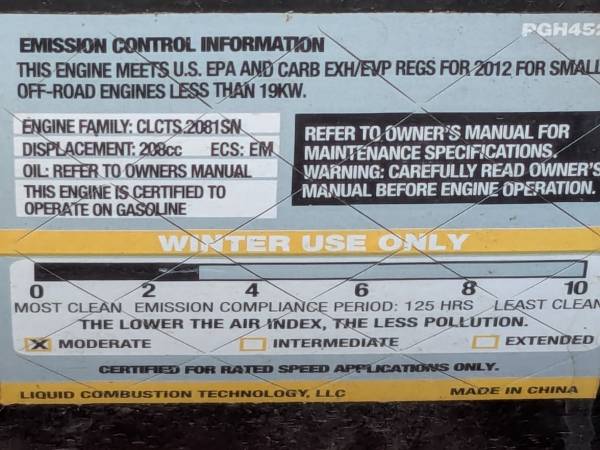 PGH452
EMISSION CONTROL INFORMATION
THIS ENGINE MEETS U.S. EPA AND CARB EXH/EVP REGS FOR 2012 FOR SMALL
OFF-ROAD ENGINES LESS THAN 19KW.
ENGINE FAMILY: CLCTS.2081SN
DISPLACEMENT: 208cc ECS: EM
OIL: REFER TO OWNERS MANUAL
THIS ENGINE IS CERTIFIED TO
OPERATE ON GASOLINE
REFER TO OWNER'S MANUAL FOR
MAINTENANCE SPECIFICATIONS.
WARNING: CAREFULLY READ OWNER'S
MANUAL BEFORE ENGINE OPERATION.
WINTER USE ONLY
0 2 4 6 8 10
MOST CLEAN EMISSION COMPLIANCE PERIOD: 125 HRS LEAST CLEAN
THE LOWER THE AIR INDEX, THE LESS POLLUTION.
X MODERATE INTERMEDIATE EXTENDED
CERTIFIED FOR RATED SPEED APPLICATIONS ONLY.
LIQUID COMBUSTION TECHNOLOGY, LLC MADE IN CHINA